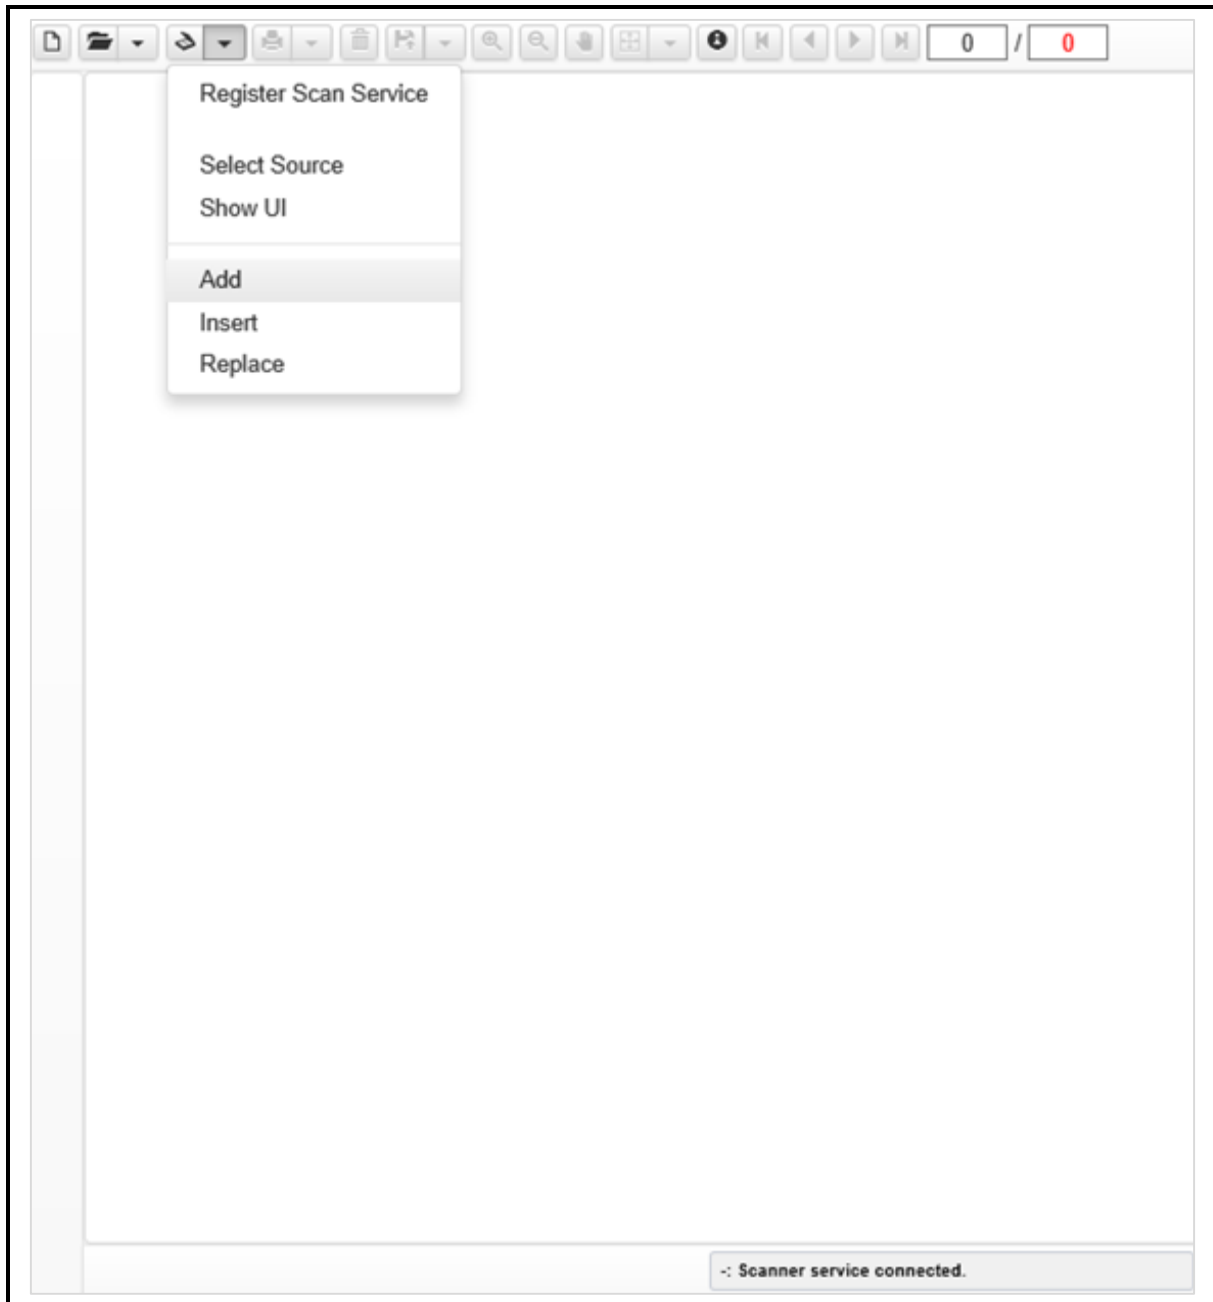 0 / 0
Register Scan Service
Select Source
Show UI
Add
Insert
Replace
-: Scanner service connected.